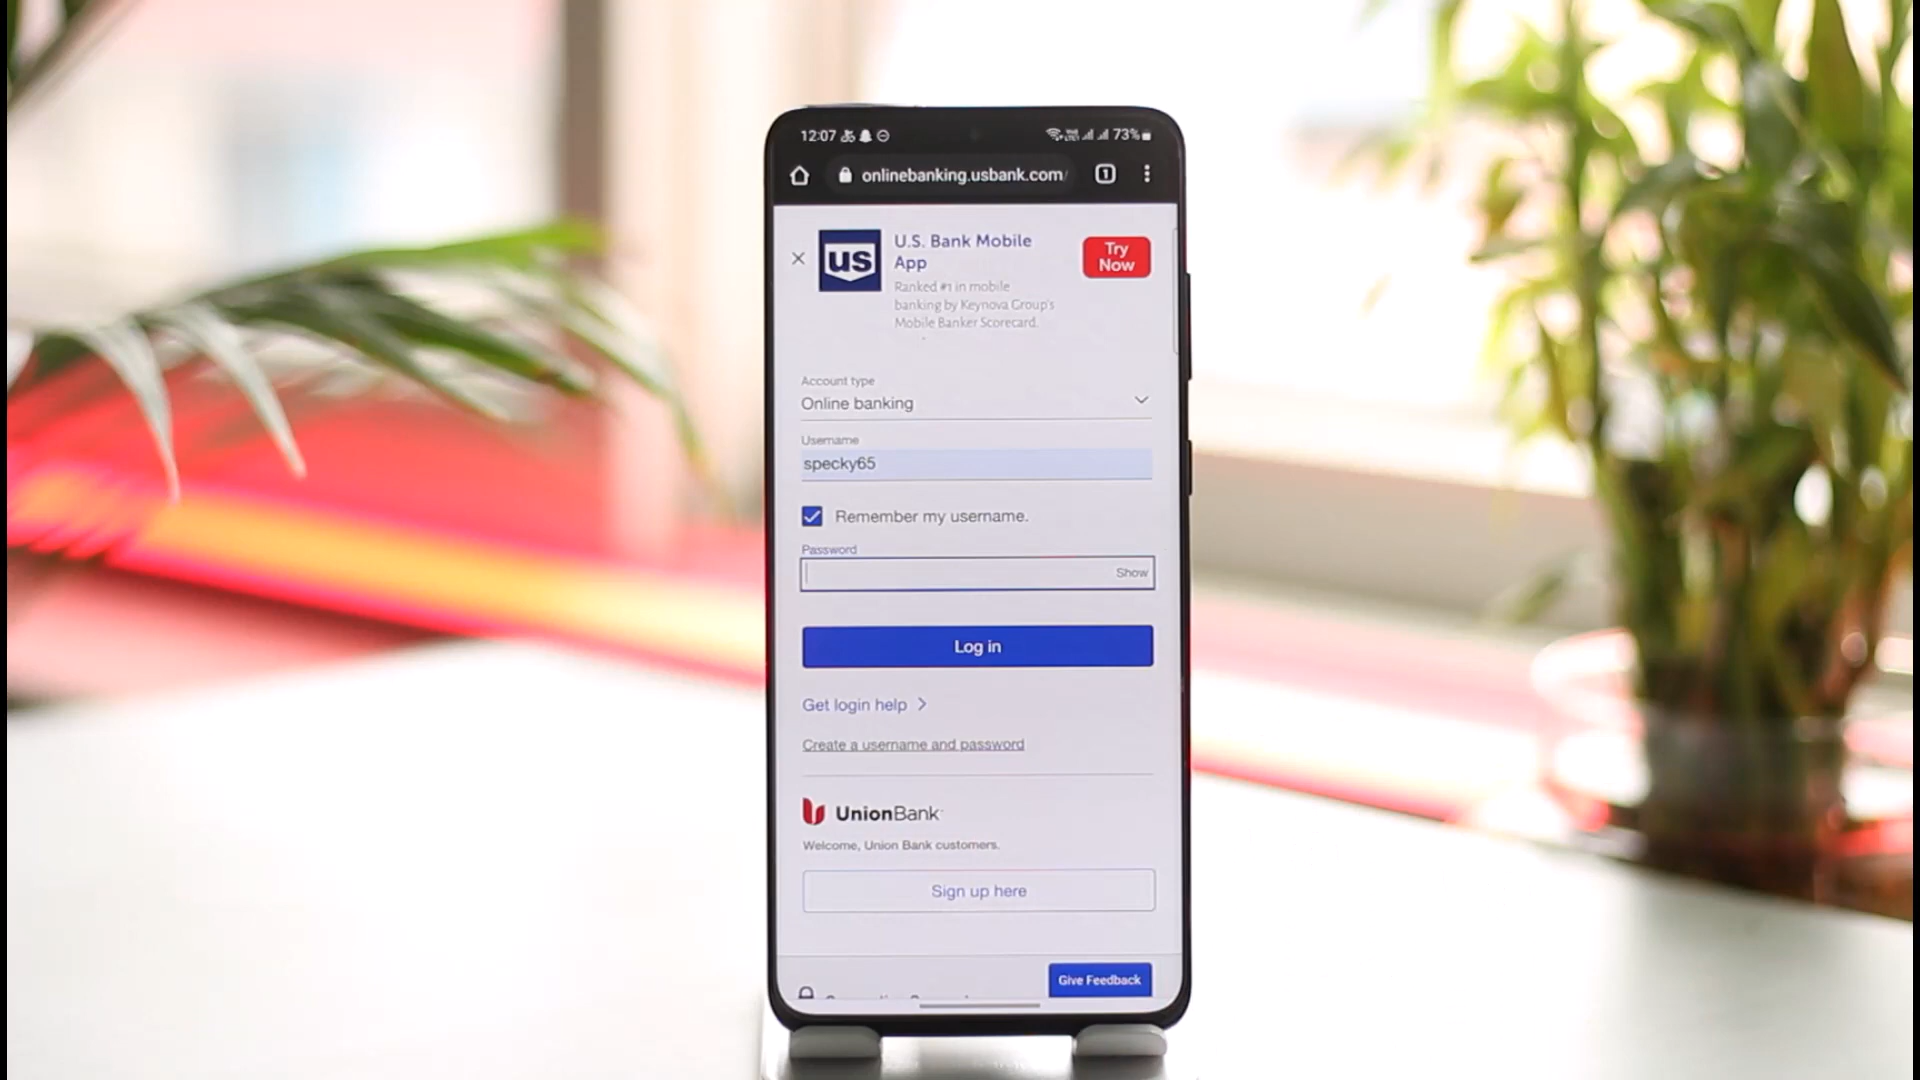 12:07 73%
onlinebanking.usbank.com 1
us
U.S. Bank Mobile
App
Try
Now
Ranked #1 in mobile
banking by Keynova Group's
Mobile Banker Scorecard.
Account type
Online banking
Username
specky65
Remember my username.
Password
Show
Log in
Get login help
Create a username and password
UnionBank
Welcome, Union Bank customers.
Sign up here
Give Feedback